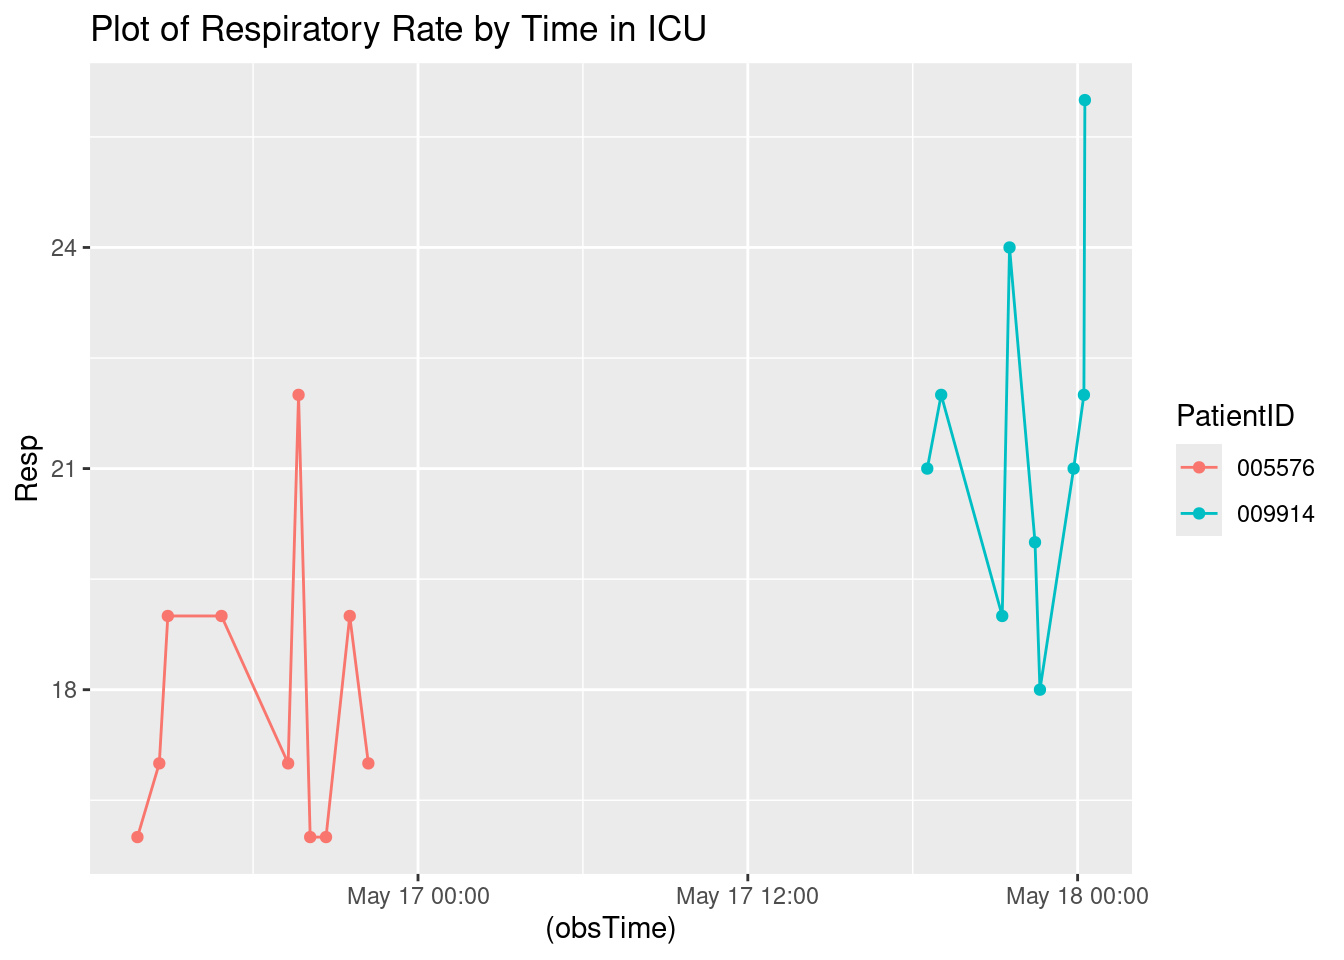 Plot of Respiratory Rate by Time in ICU
24
21
18
Resp
May 17 00:00
May 17 12:00
May 18 00:00
(obsTime)
PatientID
005576
009914